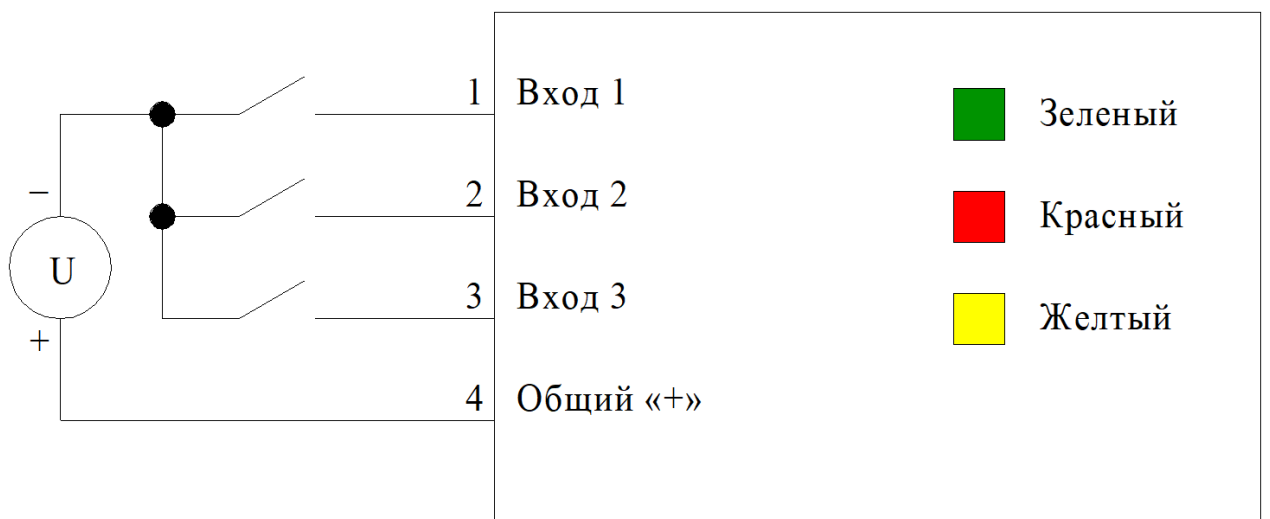 1 Вход 1
Зеленый
–
2 Вход 2
Красный
U
3 Вход 3
Желтый
+
4 Общий «+»